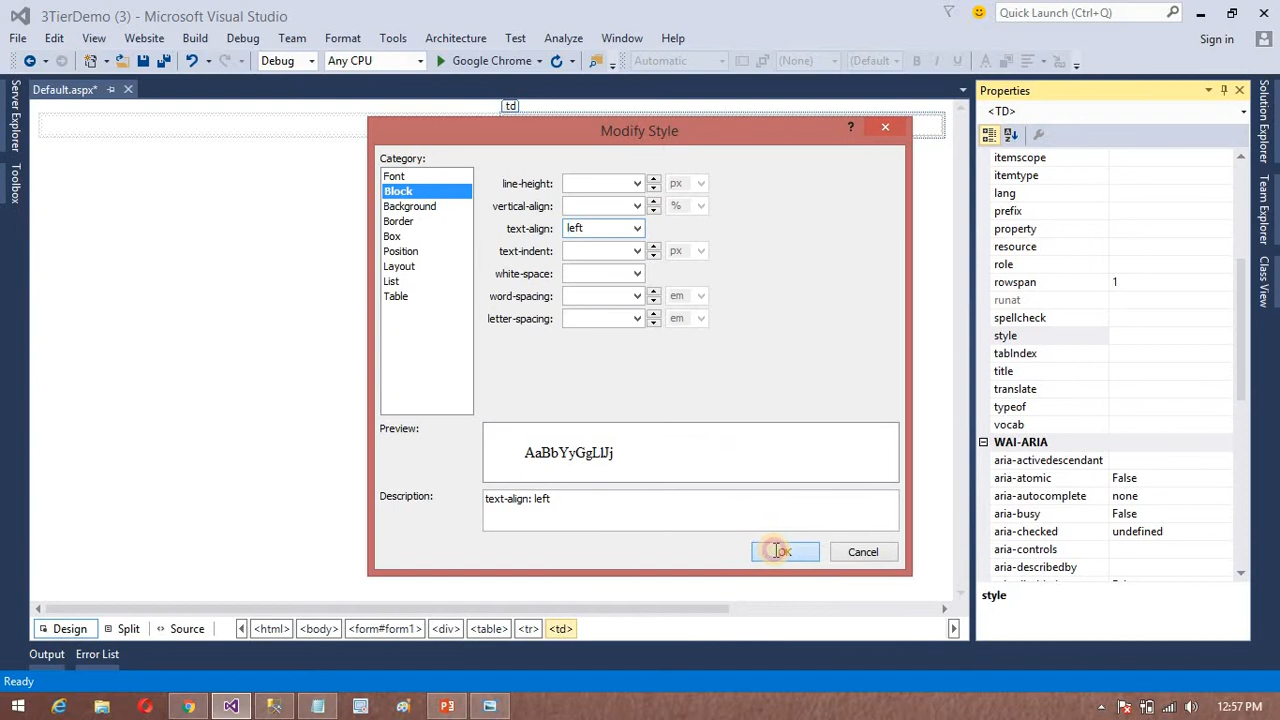 3TierDemo (3) - Microsoft Visual Studio
Quick Launch (Ctrl+Q)
File Edit View Website Build Debug Team Format Tools Architecture Test Analyze Window Help
Sign in
Debug Any CPU Google Chrome Automatic (None) (Default B I U A
Default.aspx*
Server Explorer
Toolbox
td
Modify Style
?
Category:
Font
Block
Background
Border
Box
Position
Layout
List
Table
line-height: px
vertical-align: %
text-align: left
text-indent: px
white-space:
word-spacing: em
letter-spacing: em
Preview:
AaBbYyGgLlJj
Description:
text-align: left
OK Cancel
Properties
<TD>
itemscope
itemtype
lang
prefix
property
resource
role
rowspan 1
runat
spellcheck
style
tabIndex
title
translate
typeof
vocab
WAI-ARIA
aria-activedescendant
aria-atomic False
aria-autocomplete none
aria-busy False
aria-checked undefined
aria-controls
aria-describedby
style
Solution Explorer
Team Explorer
Class View
Design Split Source <html> <body> <form#form1> <div> <table> <tr> <td>
Output Error List
Ready
12:57 PM